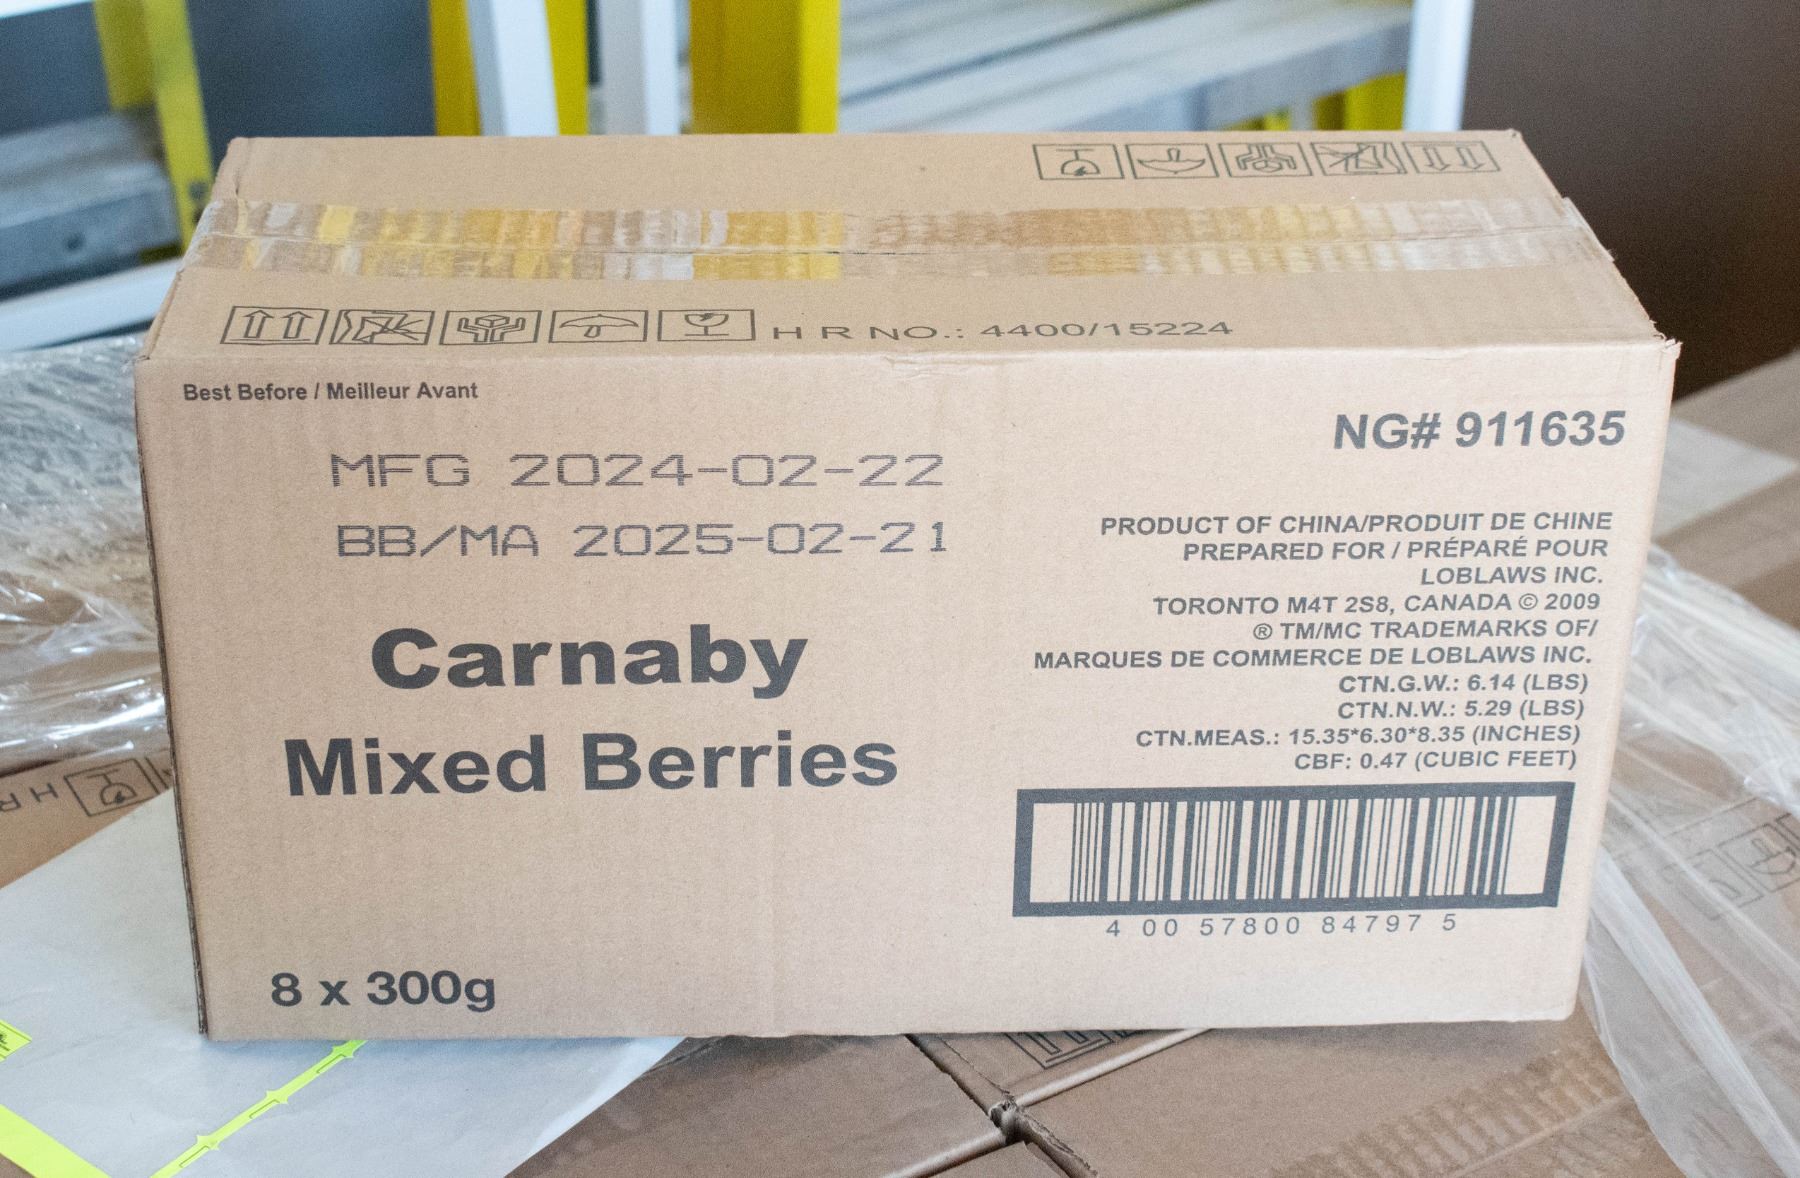 H R NO.: 4400/15224
Best Before / Meilleur Avant
MFG 2024-02-22
BB/MA 2025-02-21
Carnaby
Mixed Berries
8 x 300g
NG# 911635
PRODUCT OF CHINA/PRODUIT DE CHINE
PREPARED FOR / PRÉPARÉ POUR
LOBLAWS INC.
TORONTO M4T 2S8, CANADA © 2009
® TM/MC TRADEMARKS OF/
MARQUES DE COMMERCE DE LOBLAWS INC.
CTN.G.W.: 6.14 (LBS)
CTN.N.W.: 5.29 (LBS)
CTN.MEAS.: 15.35*6.30*8.35 (INCHES)
CBF: 0.47 (CUBIC FEET)
4 00 57800 84797 5
H R